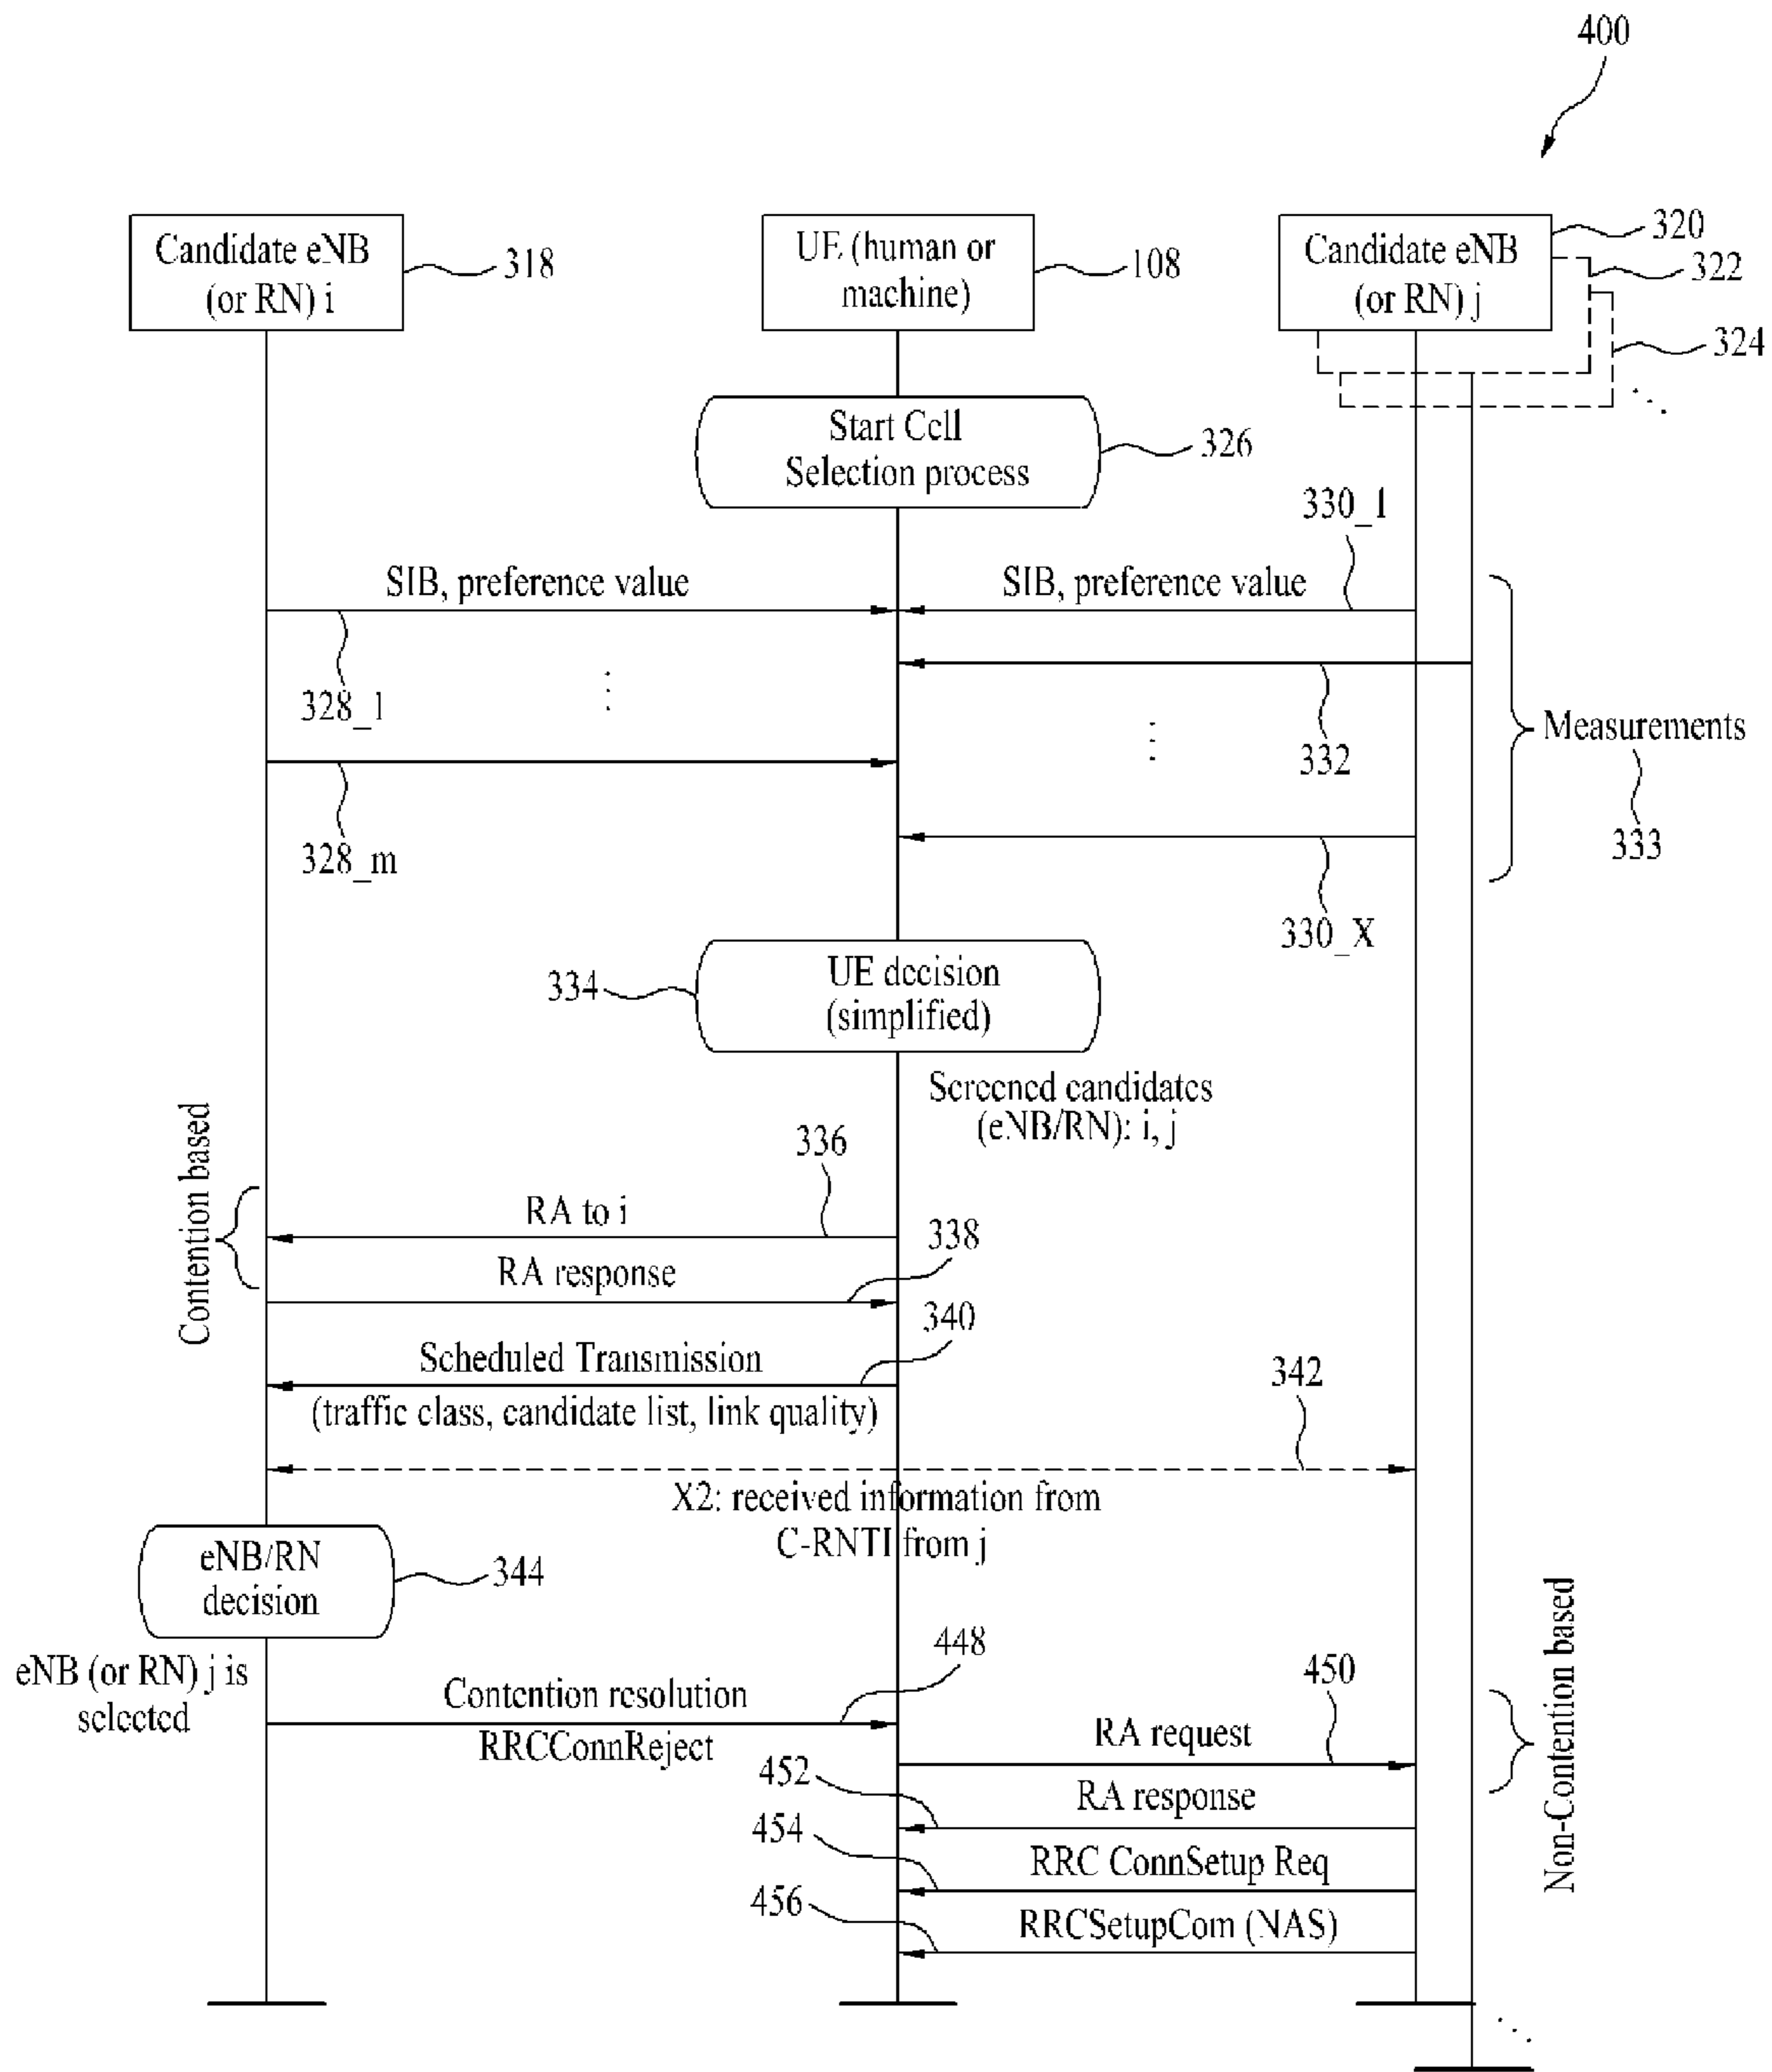 400
Candidate eNB
(or RN) i
318
UE (human or
machine)
108
Candidate eNB
(or RN) j
320
322
324
Start Cell
Selection process
326
330_1
SIB, preference value
SIB, preference value
328_1
332
Measurements
333
328_m
330_X
334
UE decision
(simplified)
Screened candidates
(eNB/RN): i, j
Contention based
336
RA to i
338
RA response
340
Scheduled Transmission
(traffic class, candidate list, link quality)
342
X2: received information from
C-RNTI from j
eNB/RN
decision
344
eNB (or RN) j is
selected
448
Contention resolution
RRCConnReject
450
RA request
Non-Contention based
452
RA response
454
RRC ConnSetup Req
456
RRCSetupCom (NAS)